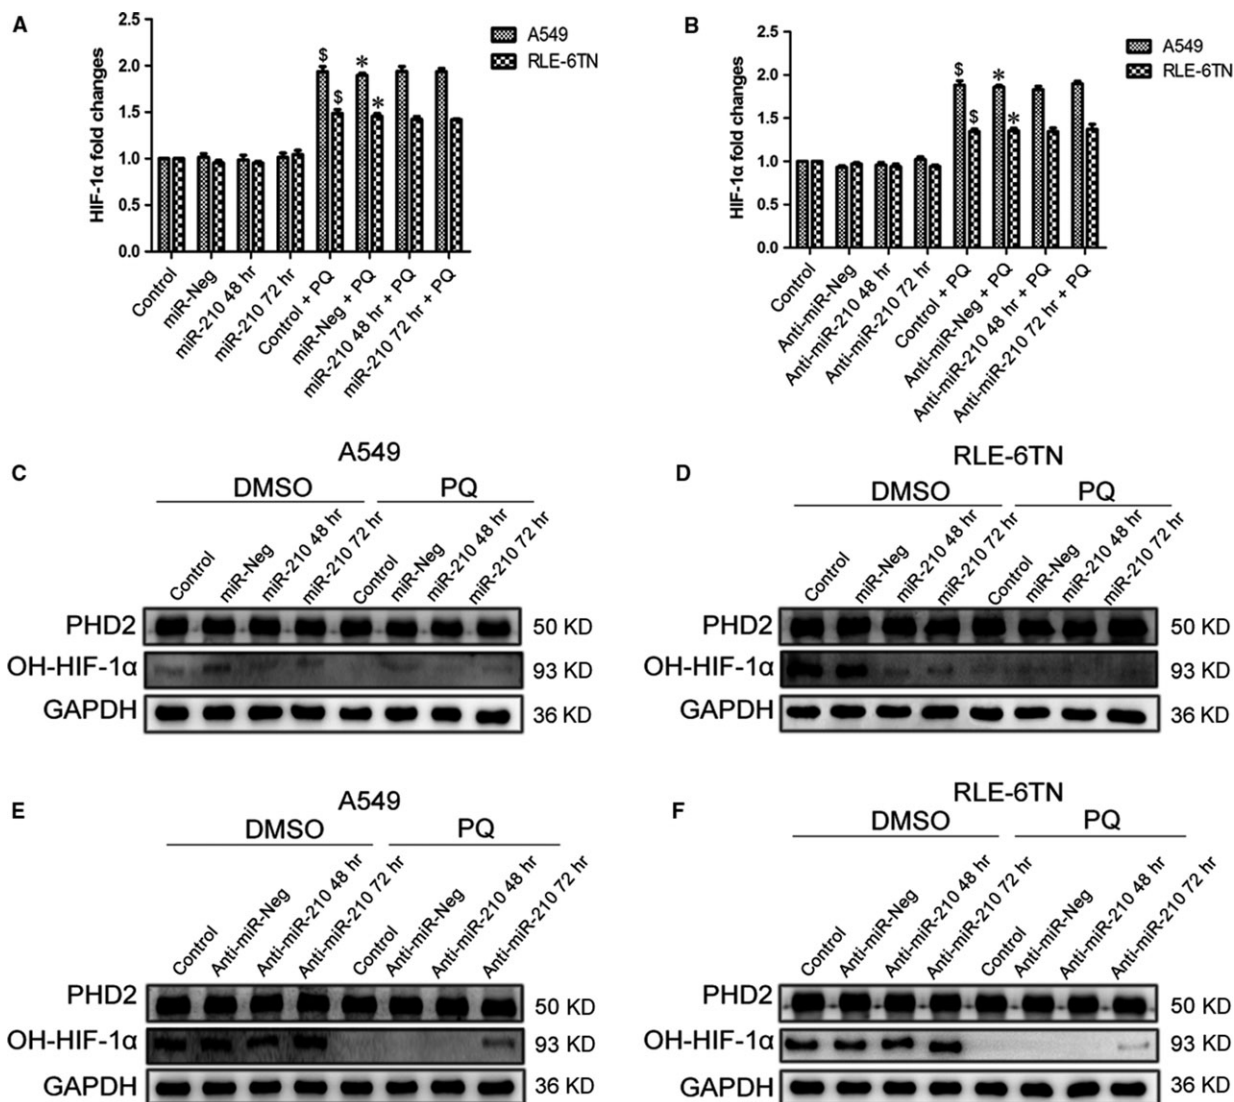 A
HIF-1α fold changes
2.5
2.0
1.5
1.0
0.5
0.0
$
$
*
*
A549
RLE-6TN
Control
miR-Neg
miR-210 48 hr
miR-210 72 hr
Control + PQ
miR-Neg + PQ
miR-210 48 hr + PQ
miR-210 72 hr + PQ
B
HIF-1α fold changes
2.5
2.0
1.5
1.0
0.5
0.0
$
$
*
*
A549
RLE-6TN
Control
Anti-miR-Neg
Anti-miR-210 48 hr
Anti-miR-210 72 hr
Control + PQ
Anti-miR-Neg + PQ
Anti-miR-210 48 hr + PQ
Anti-miR-210 72 hr + PQ
C
A549
DMSO
PQ
Control
miR-Neg
miR-210 48 hr
miR-210 72 hr
Control
miR-Neg
miR-210 48 hr
miR-210 72 hr
PHD2
50 KD
OH-HIF-1α
93 KD
GAPDH
36 KD
D
RLE-6TN
DMSO
PQ
Control
miR-Neg
miR-210 48 hr
miR-210 72 hr
Control
miR-Neg
miR-210 48 hr
miR-210 72 hr
PHD2
50 KD
OH-HIF-1α
93 KD
GAPDH
36 KD
E
A549
DMSO
PQ
Control
Anti-miR-Neg
Anti-miR-210 48 hr
Anti-miR-210 72 hr
Control
Anti-miR-Neg
Anti-miR-210 48 hr
Anti-miR-210 72 hr
PHD2
50 KD
OH-HIF-1α
93 KD
GAPDH
36 KD
F
RLE-6TN
DMSO
PQ
Control
Anti-miR-Neg
Anti-miR-210 48 hr
Anti-miR-210 72 hr
Control
Anti-miR-Neg
Anti-miR-210 48 hr
Anti-miR-210 72 hr
PHD2
50 KD
OH-HIF-1α
93 KD
GAPDH
36 KD